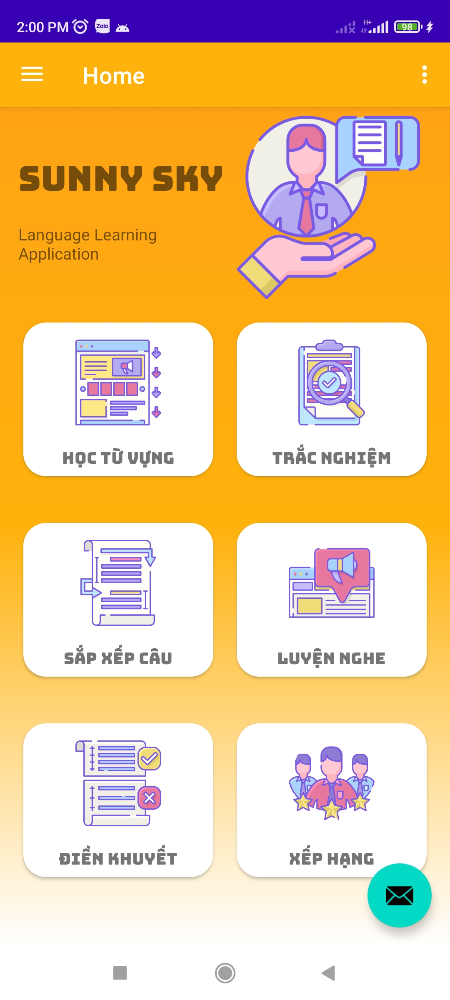 2:00 PM Zalo H+ 98
Home
SUNNY SKY
Language Learning
Application
HỌC TỪ VỰNG
TRẮC NGHIỆM
SẮP XẾP CÂU
LUYỆN NGHE
ĐIỀN KHUYẾT
XẾP HẠNG